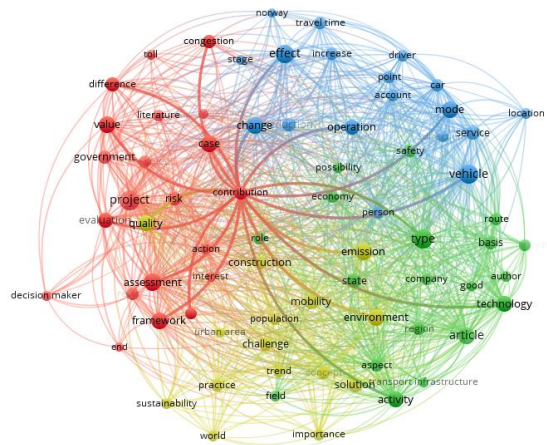 norway
travel time
congestion
toll
stage
effect
increase
driver
point
difference
account
car
literature
mode
location
value
change
operation
service
case
government
safety
possibility
vehicle
contribution
project
risk
economy
person
evaluation
quality
route
role
type
basis
action
construction
emission
interest
state
company
author
assessment
good
decision maker
mobility
technology
framework
population
environment
urban area
region
article
end
challenge
trend
concept
aspect
practice
solution
transport infrastructure
field
activity
sustainability
world
importance